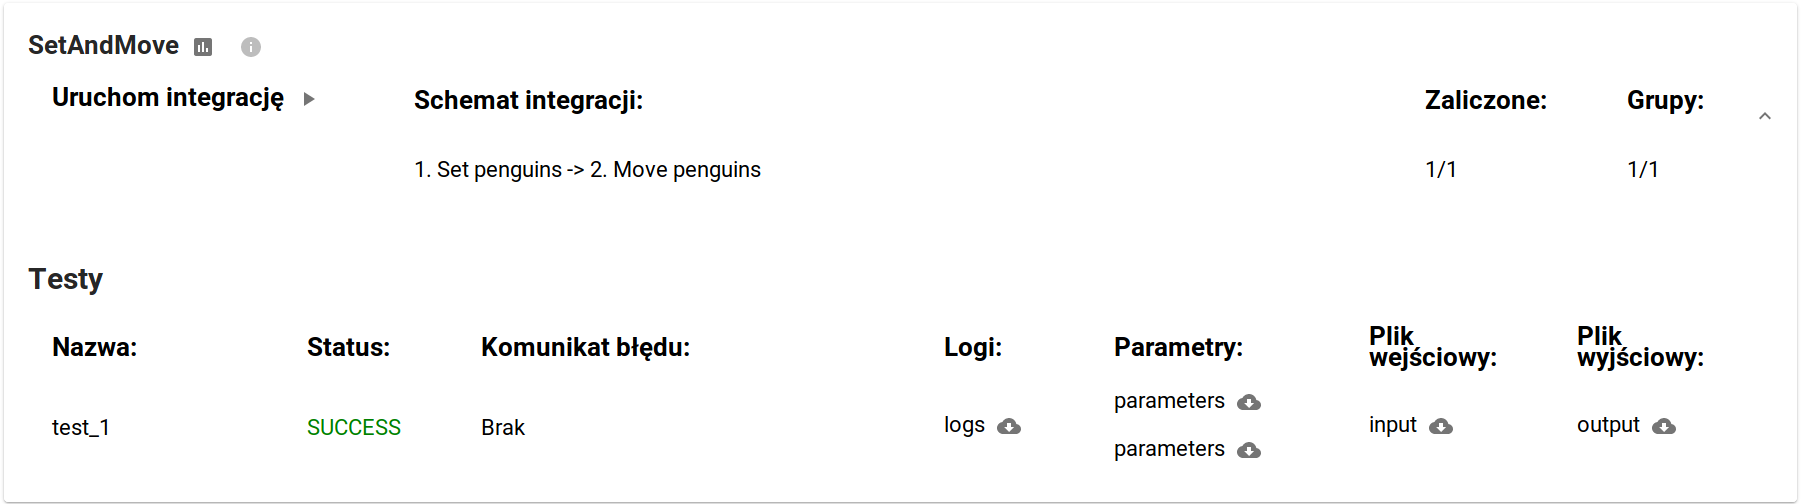 SetAndMove
Uruchom integrację
Schemat integracji:
Zaliczone:
Grupy:
1. Set penguins -> 2. Move penguins
1/1
1/1
Testy
Nazwa:
Status:
Komunikat błędu:
Logi:
Parametry:
Plik
wejściowy:
Plik
wyjściowy:
test_1
SUCCESS
Brak
logs
parameters
parameters
input
output